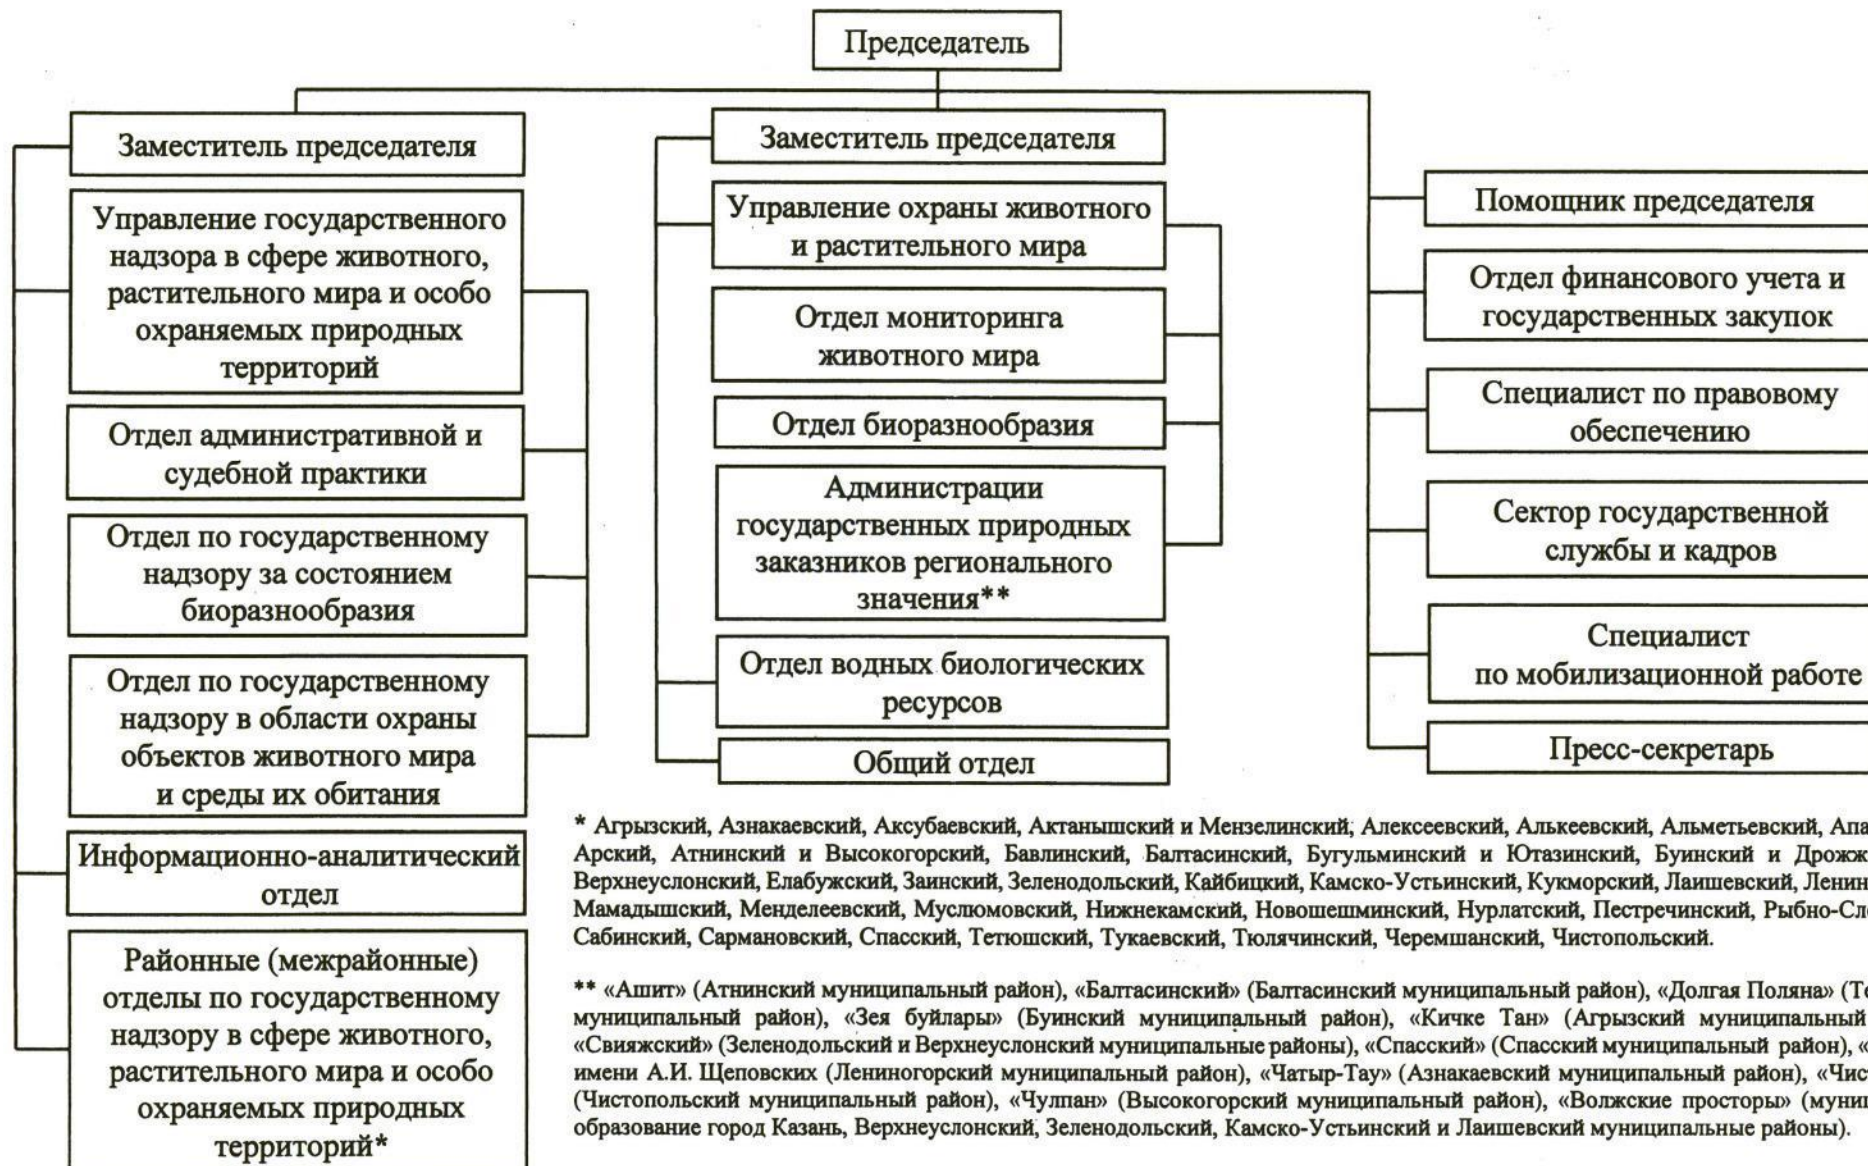 Председатель
Заместитель председателя
Управление государственного
надзора в сфере животного,
растительного мира и особо
охраняемых природных
территорий
Отдел административной и
судебной практики
Отдел по государственному
надзору за состоянием
биоразнообразия
Отдел по государственному
надзору в области охраны
объектов животного мира
и среды их обитания
Информационно-аналитический
отдел
Районные (межрайонные)
отделы по государственному
надзору в сфере животного,
растительного мира и особо
охраняемых природных
территорий*
Заместитель председателя
Управление охраны животного
и растительного мира
Отдел мониторинга
животного мира
Отдел биоразнообразия
Администрации
государственных природных
заказников регионального
значения**
Отдел водных биологических
ресурсов
Общий отдел
Помощник председателя
Отдел финансового учета и
государственных закупок
Специалист по правовому
обеспечению
Сектор государственной
службы и кадров
Специалист
по мобилизационной работе
Пресс-секретарь
* Агрызский, Азнакаевский, Аксубаевский, Актанышский и Мензелинский, Алексеевский, Алькеевский, Альметьевский,
Арский, Атнинский и Высокогорский, Бавлинский, Балтасинский, Бугульминский и Ютазинский, Буинский и
Верхнеуслонский, Елабужский, Заинский, Зеленодольский, Кайбицкий, Камско-Устьинский, Кукморский, Лаишевский,
Мамадышский, Менделеевский, Муслюмовский, Нижнекамский, Новошешминский, Нурлатский, Пестречинский,
Сабинский, Сармановский, Спасский, Тетюшский, Тукаевский, Тюлячинский, Черемшанский, Чистопольский.
** «Ашит» (Атнинский муниципальный район), «Балтасинский» (Балтасинский муниципальный район), «Долгая Поляна»
муниципальный район), «Зея буйлары» (Буинский муниципальный район), «Кичке Тан» (Агрызский муниципальный
«Свияжский» (Зеленодольский и Верхнеуслонский муниципальные районы), «Спасский» (Спасский муниципальный район),
имени А.И. Щеповских (Лениногорский муниципальный район), «Чатыр-Тау» (Азнакаевский муниципальный район),
(Чистопольский муниципальный район), «Чулпан» (Высокогорский муниципальный район), «Волжские просторы»
образование город Казань, Верхнеуслонский, Зеленодольский, Камско-Устьинский и Лаишевский муниципальные районы).